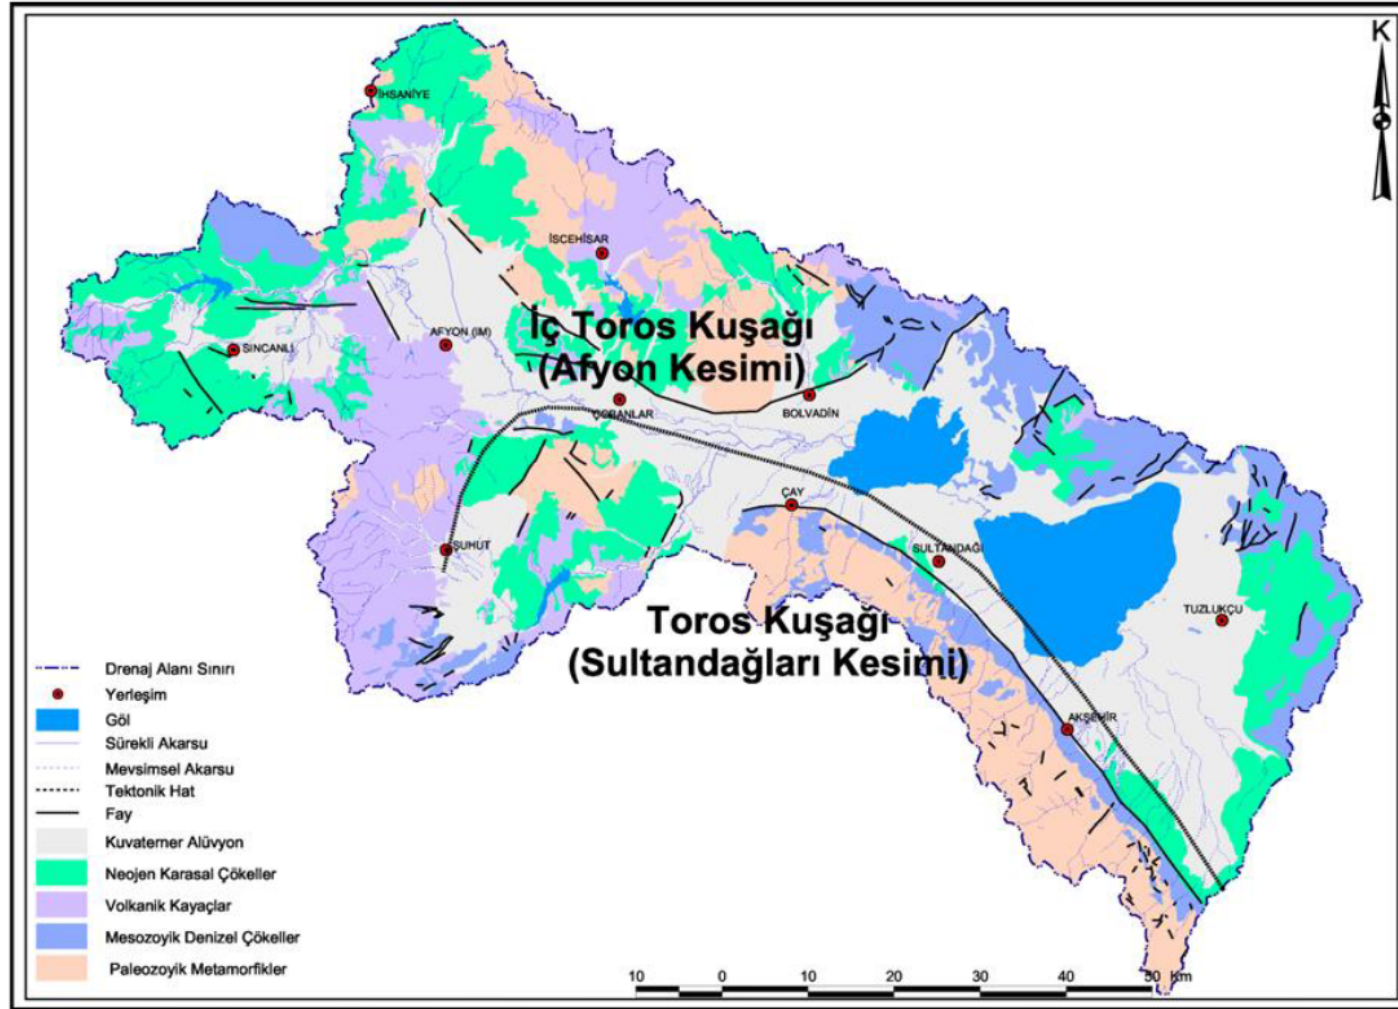 K
İHSANİYE
İSCEHİSAR
İç Toros Kuşağı
(Afyon Kesimi)
AFYON (İM)
SINCANLI
ÇOBANLAR
BOLVADİN
ÇAY
ŞUHUT
SULTANDAĞI
Toros Kuşağı
(Sultandağları Kesimi)
TUZLUKÇU
AKŞEHİR
Drenaj Alanı Sınırı
Yerleşim
Göl
Sürekli Akarsu
Mevsimsel Akarsu
Tektonik Hat
Fay
Kuvaterner Alüvyon
Neojen Karasal Çökeller
Volkanik Kayaçlar
Mesozoyik Denizel Çökeller
Paleozoyik Metamorfikler
10 0 10 20 30 40 50 Km